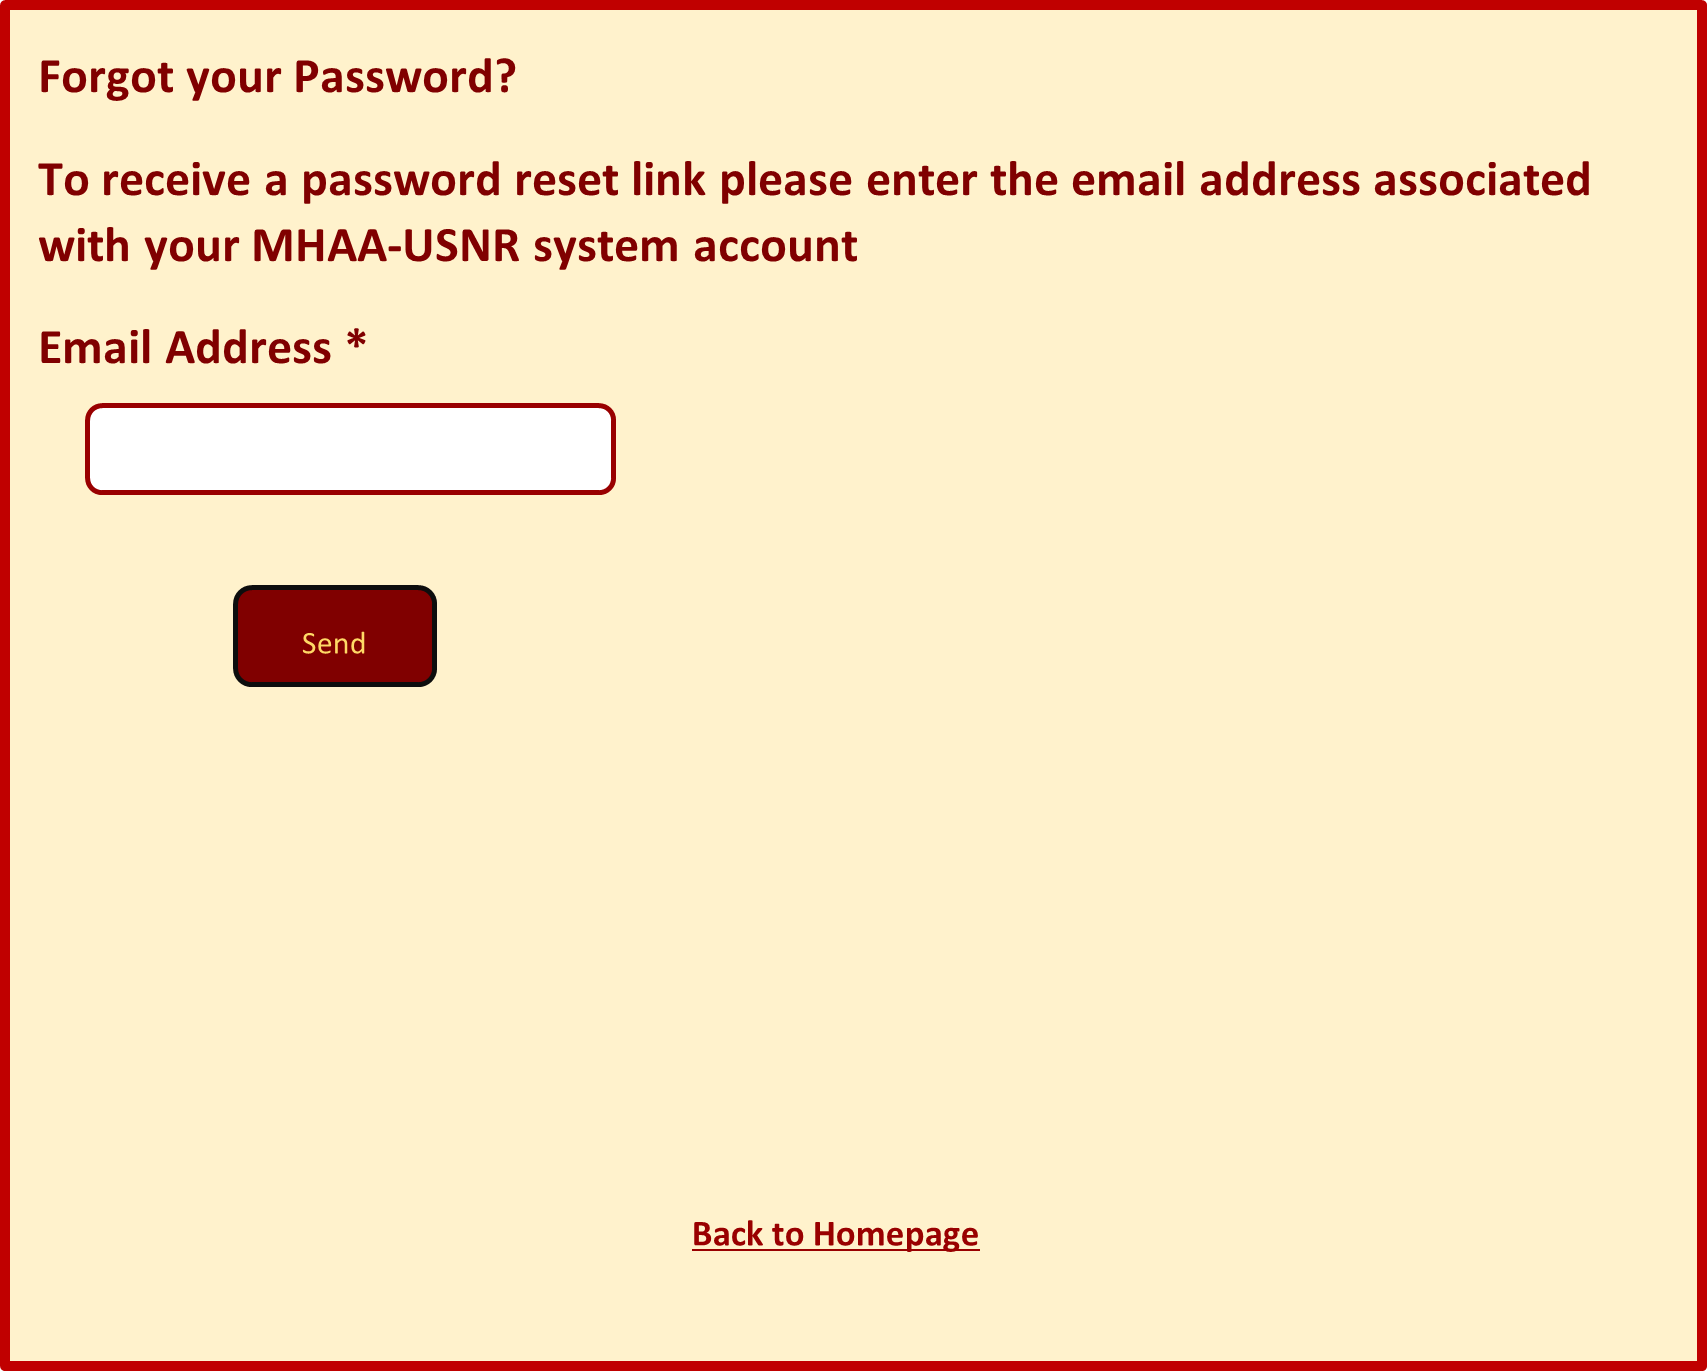 Forgot your Password?
To receive a password reset link please enter the email address associated
with your MHAA-USNR system account
Email Address *
Send
Back to Homepage